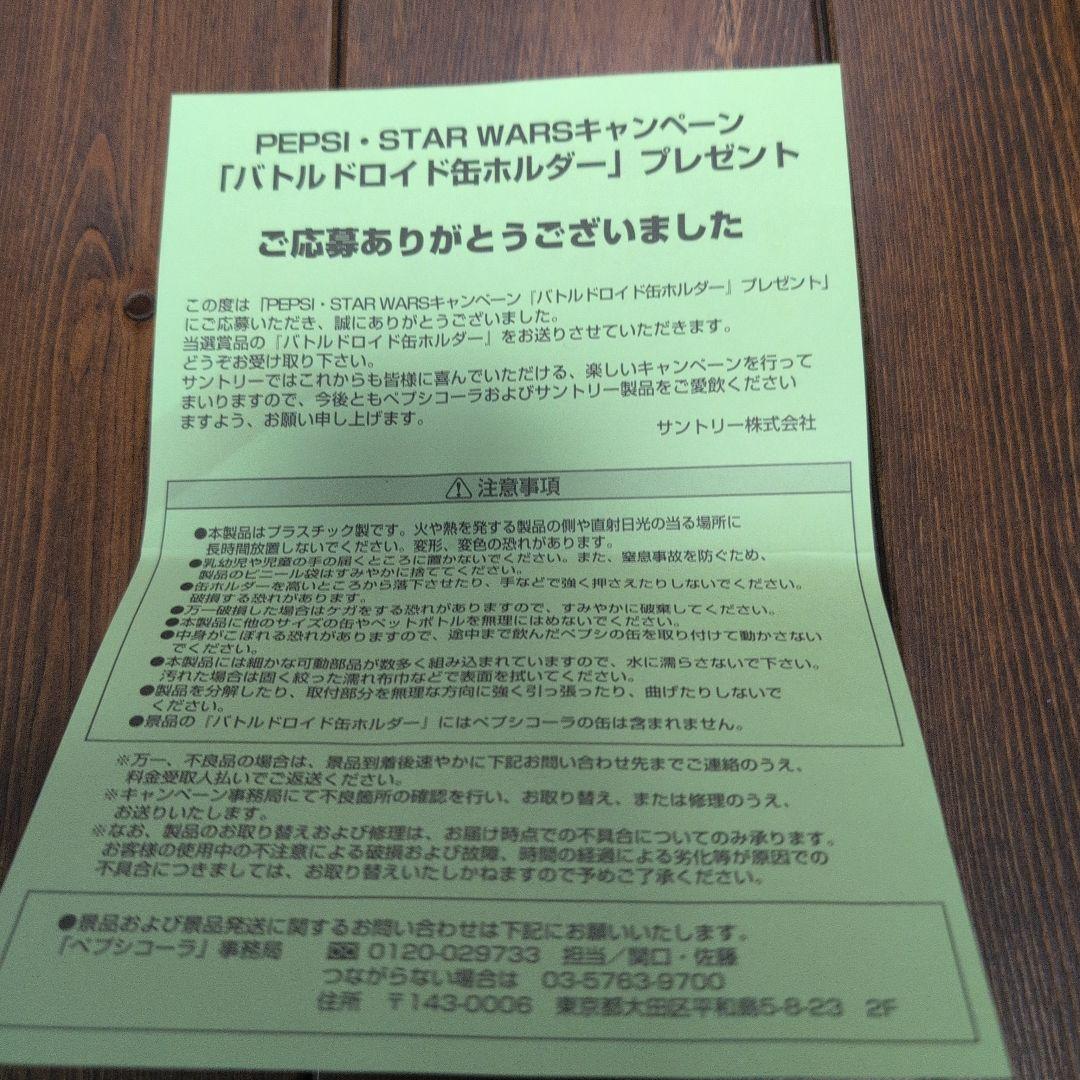 PEPSI・STAR WARSキャンペーン
「バトルドロイド缶ホルダー」プレゼント
ご応募ありがとうございました
この度は「PEPSI・STAR WARSキャンペーン『バトルドロイド缶ホルダー』プレゼント」
にご応募いただき、誠にありがとうございました。
当選賞品の『バトルドロイド缶ホルダー』をお送りさせていただきます。
どうぞお受け取り下さい。
サントリーではこれからも皆様に喜んでいただける、楽しいキャンペーンを行って
まいりますので、今後ともペプシコーラおよびサントリー製品をご愛飲ください
ますよう、お願い申し上げます。
サントリー株式会社
注意事項
●本製品はプラスチック製です。火や熱を発する製品の側や直射日光の当る場所に
長時間放置しないでください。変形、変色の恐れがあります。
●乳幼児や児童の手の届くところに置かないでください。また、窒息事故を防ぐため、
製品のビニール袋はすみやかに捨ててください。
●缶ホルダーを高いところから落下させたり、手などで強く押さえたりしないでください。
破損する恐れがあります。
●万一破損した場合はケガをする恐れがありますので、すみやかに破棄してください。
●本製品に他のサイズの缶やペットボトルを無理にはめないでください。
●中身がこぼれる恐れがありますので、途中まで飲んだペプシの缶を取り付けて動かさない
でください。
●本製品には細かな可動部品が数多く組み込まれていますので、水に濡らさないで下さい。
汚れた場合は固く絞った濡れ布巾などで表面を拭いてください。
●製品を分解したり、取付部分を無理な方向に強く引っ張ったり、曲げたりしないで
ください。
●景品の『バトルドロイド缶ホルダー』にはペプシコーラの缶は含まれません。
※万一、不良品の場合は、景品到着後速やかに下記お問い合わせ先までご連絡のうえ、
料金受取人払いでご返送ください。
※キャンペーン事務局にて不良箇所の確認を行い、お取り替え、または修理のうえ、
お送りいたします。
※なお、製品のお取り替えおよび修理は、お届け時点での不具合についてのみ承ります。
お客様の使用中の不注意による破損および故障、時間の経過による劣化等が原因での
不具合につきましては、お取り替えいたしかねますので予めご了承ください。
●景品および景品発送に関するお問い合わせは下記にお願いいたします。
「ペプシコーラ」事務局 0120-029733 担当／関口・佐藤
つながらない場合は 03-5763-9700
住所 〒143-0006 東京都大田区平和島5-8-23 2F